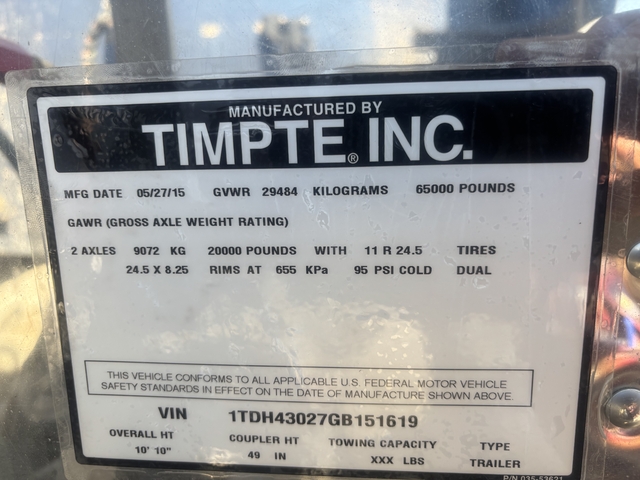 MANUFACTURED BY
TIMPTE® INC.
MFG DATE 05/27/15 GVWR 29484 KILOGRAMS 65000 POUNDS
GAWR (GROSS AXLE WEIGHT RATING)
2 AXLES 9072 KG 20000 POUNDS WITH 11 R 24.5 TIRES
24.5 X 8.25 RIMS AT 655 KPa 95 PSI COLD DUAL
THIS VEHICLE CONFORMS TO ALL APPLICABLE U.S. FEDERAL MOTOR VEHICLE
SAFETY STANDARDS IN EFFECT ON THE DATE OF MANUFACTURE SHOWN ABOVE.
VIN 1TDH43027GB151619
OVERALL HT COUPLER HT TOWING CAPACITY TYPE
10' 10" 49 IN XXX LBS TRAILER
P/N 035-53621